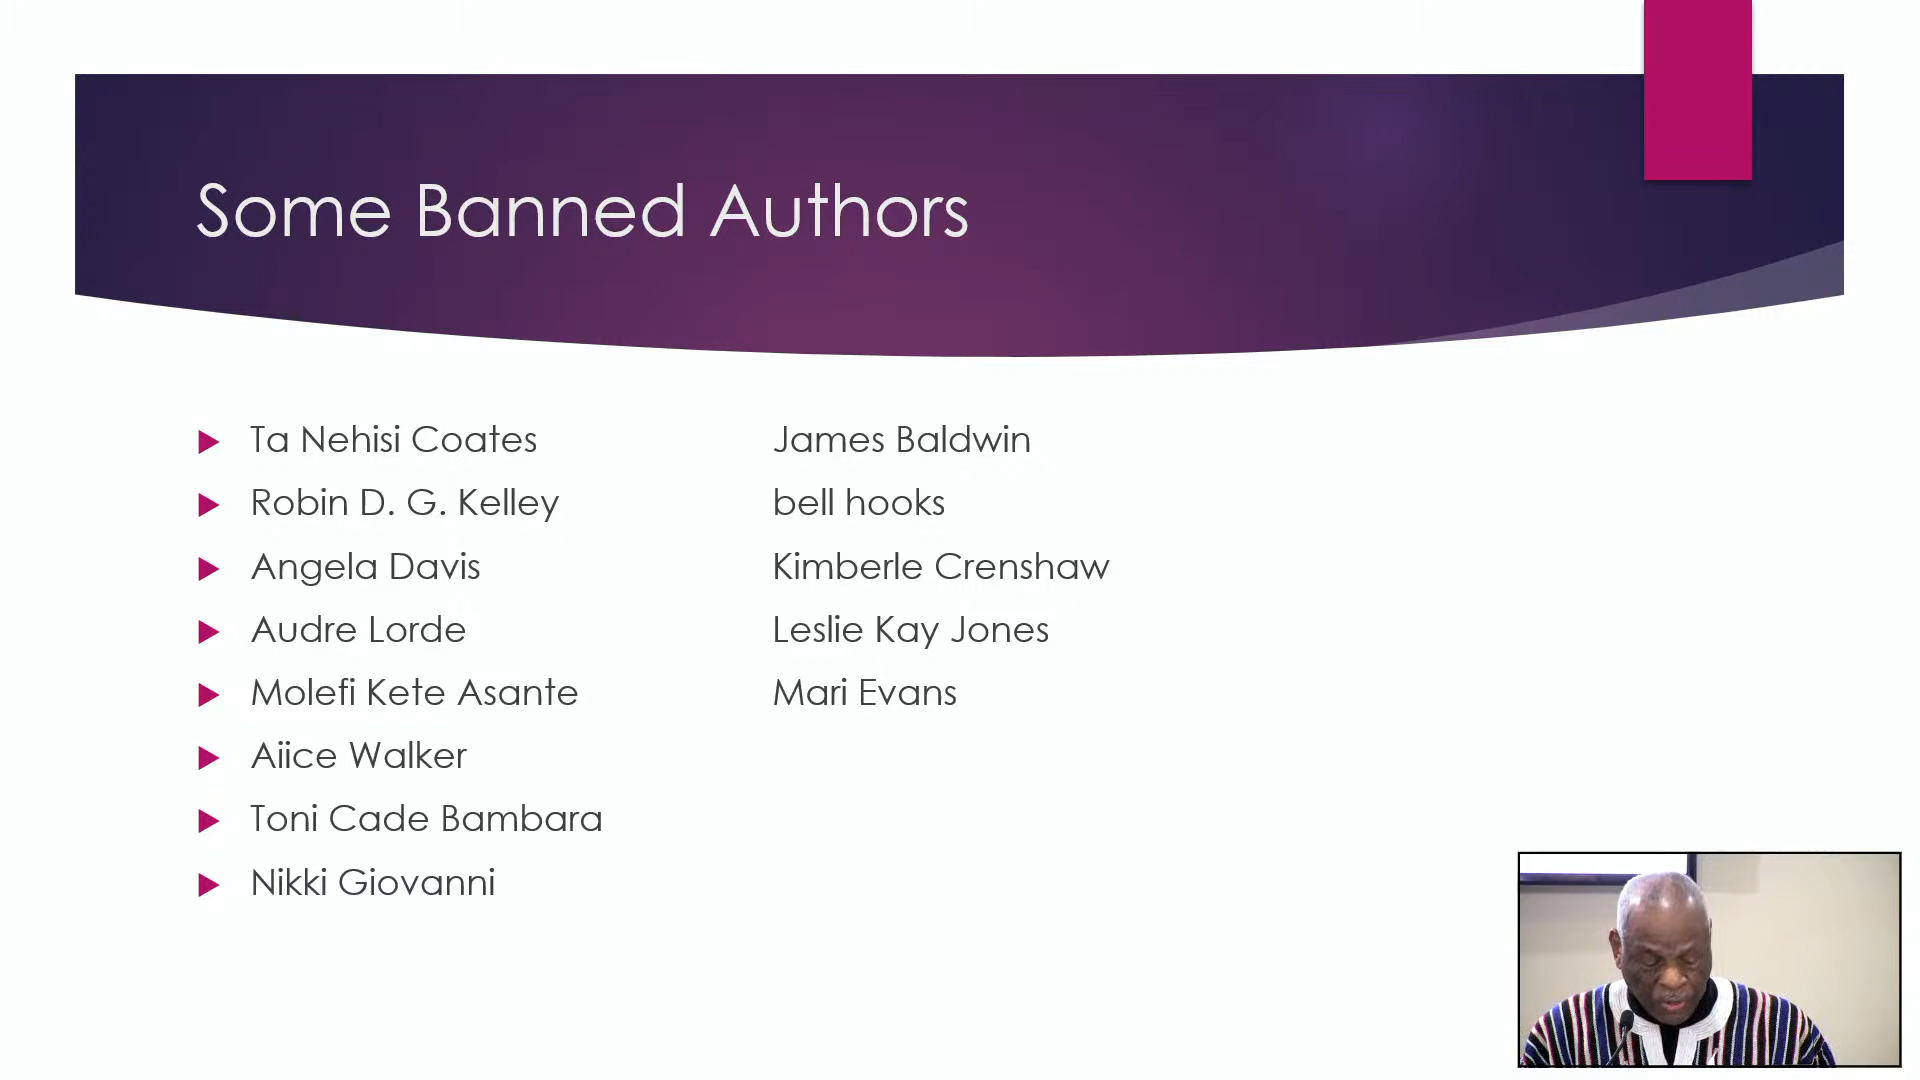 Some Banned Authors
Ta Nehisi Coates James Baldwin
Robin D. G. Kelley bell hooks
Angela Davis Kimberle Crenshaw
Audre Lorde Leslie Kay Jones
Molefi Kete Asante Mari Evans
Aiice Walker
Toni Cade Bambara
Nikki Giovanni